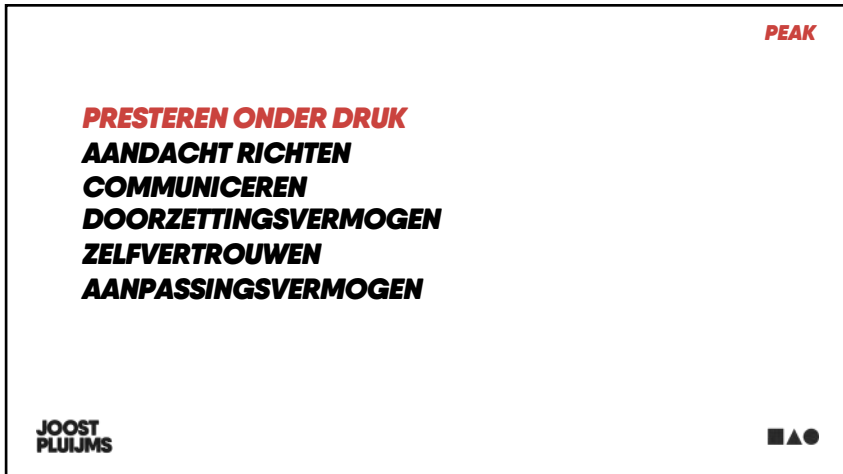 PEAK
PRESTEREN ONDER DRUK
AANDACHT RICHTEN
COMMUNICEREN
DOORZETTINGSVERMOGEN
ZELFVERTROUWEN
AANPASSINGSVERMOGEN
JOOST
PLUIJMS